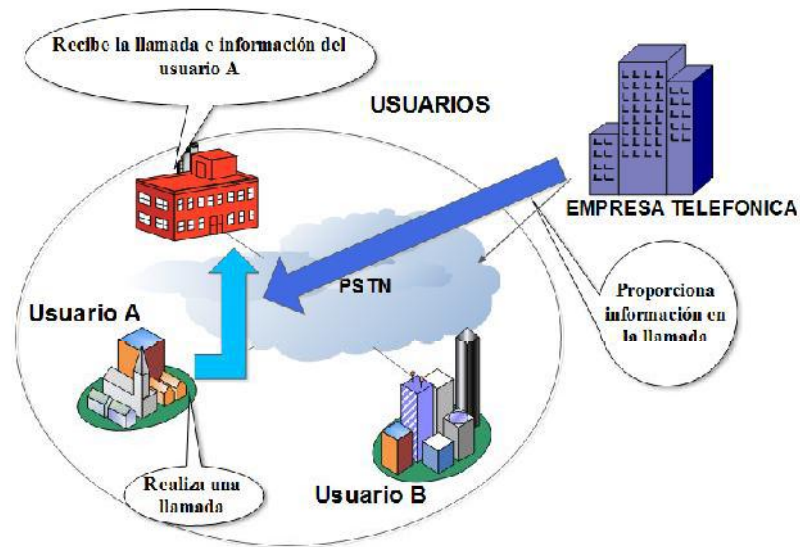 Recibe la llamada e información del
usuario A
USUARIOS
EMPRESA TELEFONICA
PSTN
Proporciona
información en
la llamada
Usuario A
Realiza una
llamada
Usuario B